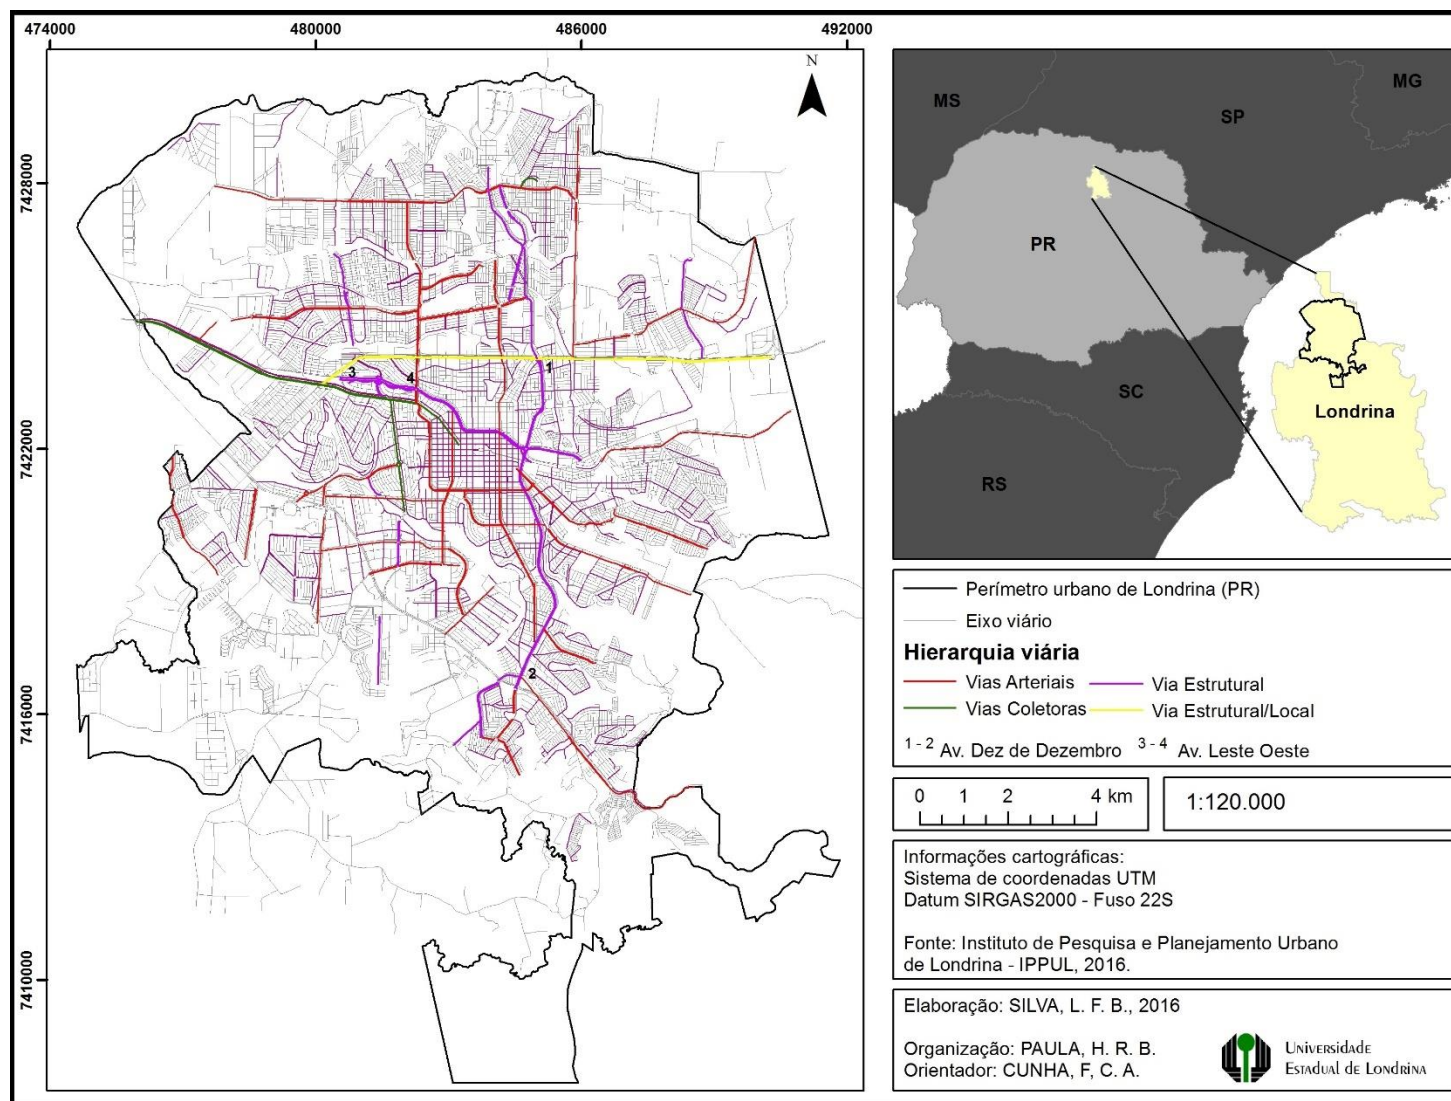 474000
480000
486000
492000
7428000
7422000
7416000
7410000
N
1
3
4
2
MS
SP
MG
PR
SC
RS
Londrina
Perímetro urbano de Londrina (PR)
Eixo viário
Hierarquia viária
Vias Arteriais
Via Estrutural
Vias Coletoras
Via Estrutural/Local
1 - 2 Av. Dez de Dezembro 3 - 4 Av. Leste Oeste
0 1 2 4 km
1:120.000
Informações cartográficas:
Sistema de coordenadas UTM
Datum SIRGAS2000 - Fuso 22S
Fonte: Instituto de Pesquisa e Planejamento Urbano
de Londrina - IPPUL, 2016.
Elaboração: SILVA, L. F. B., 2016
Organização: PAULA, H. R. B.
Orientador: CUNHA, F, C. A.
Universidade
Estadual de Londrina